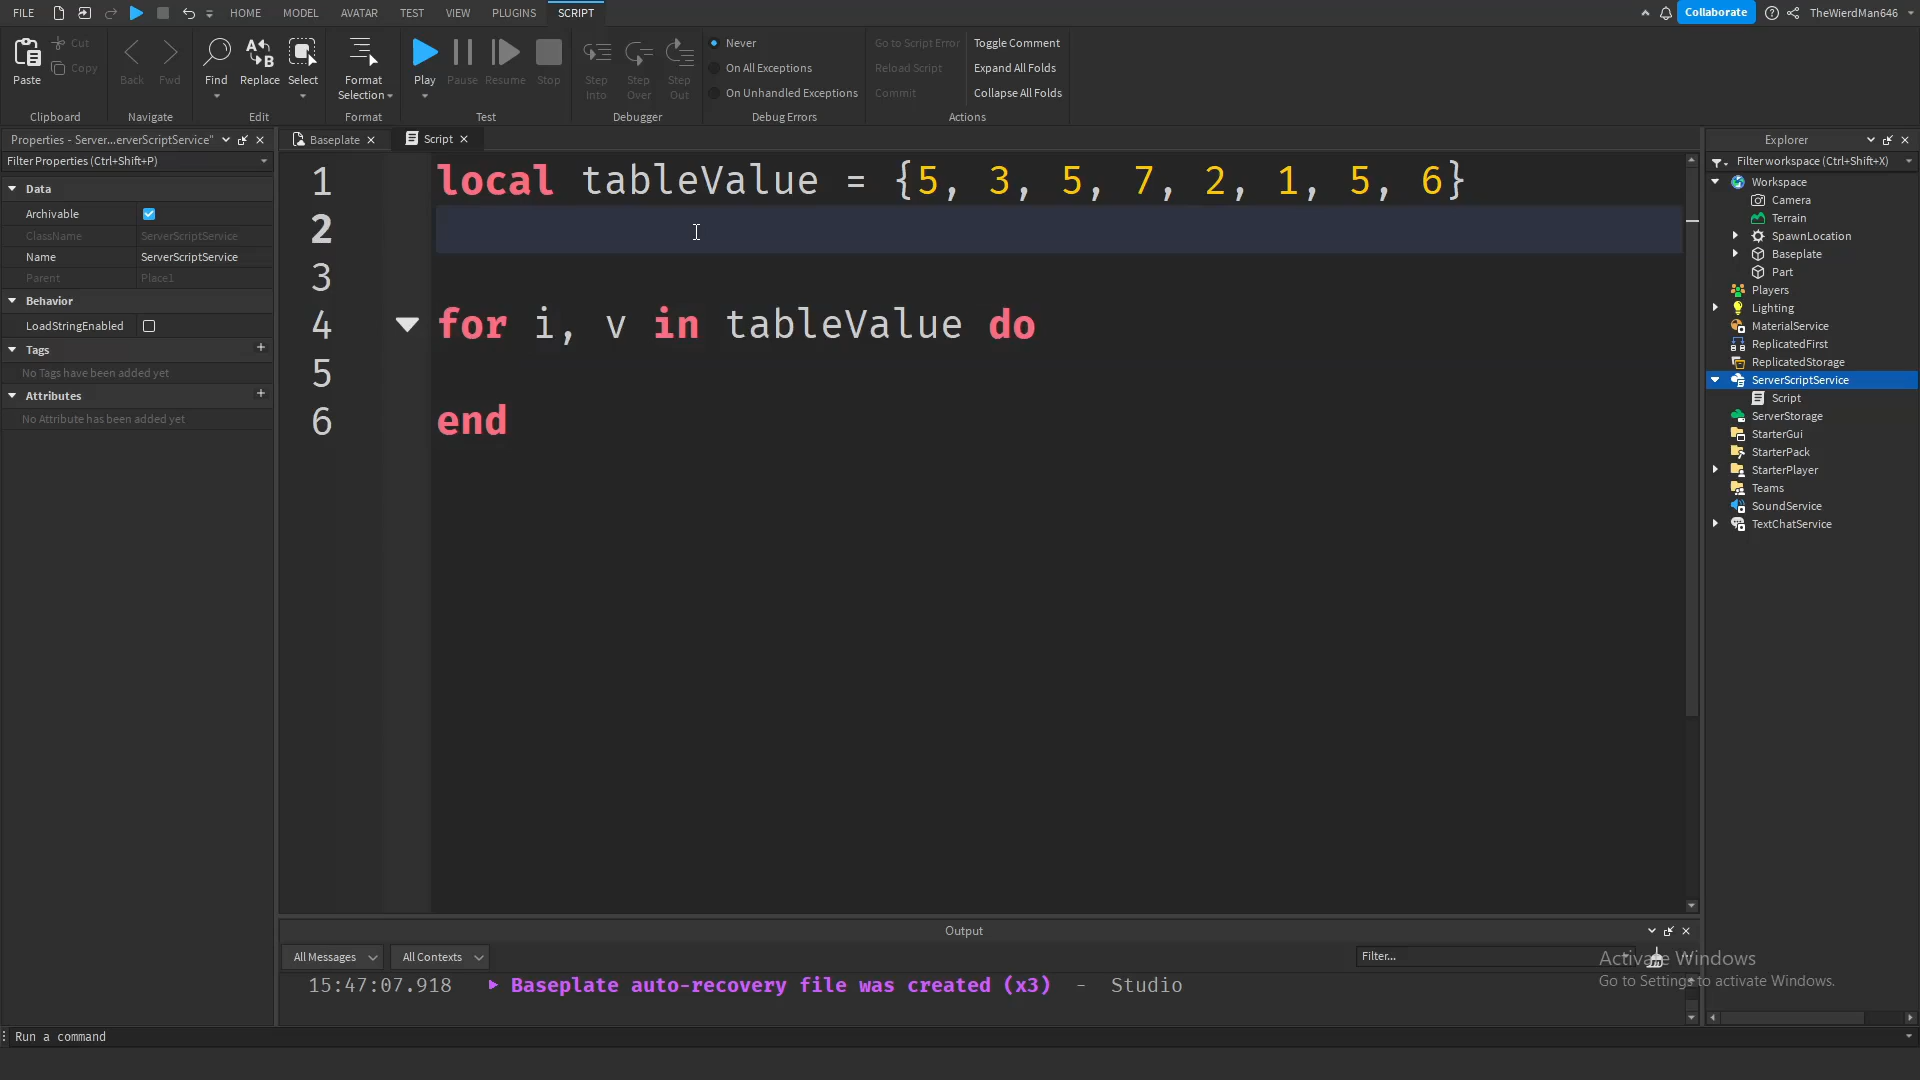 FILE HOME MODEL AVATAR TEST VIEW PLUGINS SCRIPT Collaborate TheWierdMan646
Paste Cut Copy
Clipboard
Back Fwd
Navigate
Find Replace Select
Edit
Format Selection
Format
Play Pause Resume Stop
Test
Step Into Step Over Step Out
Debugger
Never
On All Exceptions
On Unhandled Exceptions
Debug Errors
Go to Script Error Toggle Comment
Reload Script Expand All Folds
Commit Collapse All Folds
Actions
Properties - Server...erverScriptService"
Filter Properties (Ctrl+Shift+P)
Data
Archivable
ClassName ServerScriptService
Name ServerScriptService
Parent Place1
Behavior
LoadStringEnabled
Tags
No Tags have been added yet
Attributes
No Attribute has been added yet
Baseplate Script
1 local tableValue = {5, 3, 5, 7, 2, 1, 5, 6}
2
3
4 for i, v in tableValue do
5
6 end
Output
All Messages All Contexts Filter...
15:47:07.918 Baseplate auto-recovery file was created (x3) - Studio
Run a command
Explorer
Filter workspace (Ctrl+Shift+X)
Workspace
Camera
Terrain
SpawnLocation
Baseplate
Part
Players
Lighting
MaterialService
ReplicatedFirst
ReplicatedStorage
ServerScriptService
Script
ServerStorage
StarterGui
StarterPack
StarterPlayer
Teams
SoundService
TextChatService
Activate Windows
Go to Settings to activate Windows.